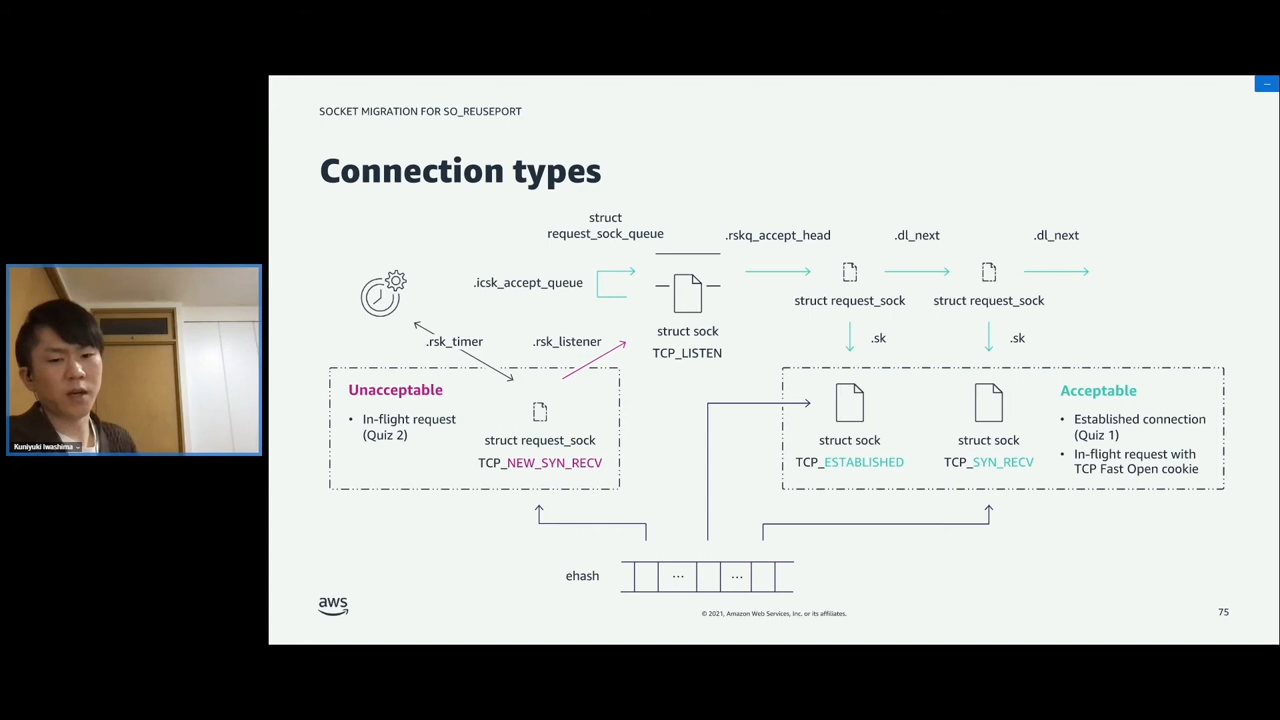 SOCKET MIGRATION FOR SO_REUSEPORT
Connection types
struct
request_sock_queue
.rskq_accept_head
.dl_next
.dl_next
.icsk_accept_queue
struct request_sock
struct request_sock
struct sock
TCP_LISTEN
.rsk_timer
.rsk_listener
.sk
.sk
Unacceptable
• In-flight request
(Quiz 2)
struct request_sock
TCP_NEW_SYN_RECV
struct sock
TCP_ESTABLISHED
struct sock
TCP_SYN_RECV
Acceptable
• Established connection
(Quiz 1)
• In-flight request with
TCP Fast Open cookie
Kuniyuki Iwashima
ehash
...
...
aws
© 2021, Amazon Web Services, Inc. or its affiliates.
75